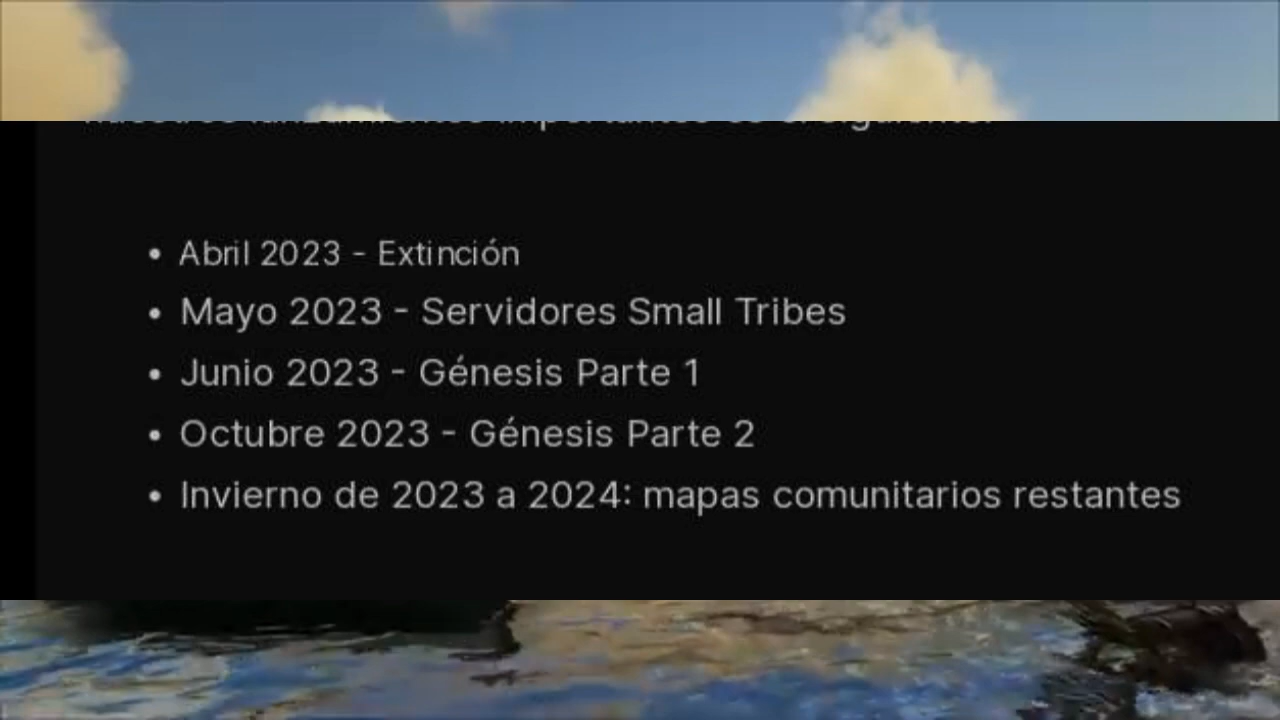 • Abril 2023 - Extinción
• Mayo 2023 - Servidores Small Tribes
• Junio 2023 - Génesis Parte 1
• Octubre 2023 - Génesis Parte 2
• Invierno de 2023 a 2024: mapas comunitarios restantes